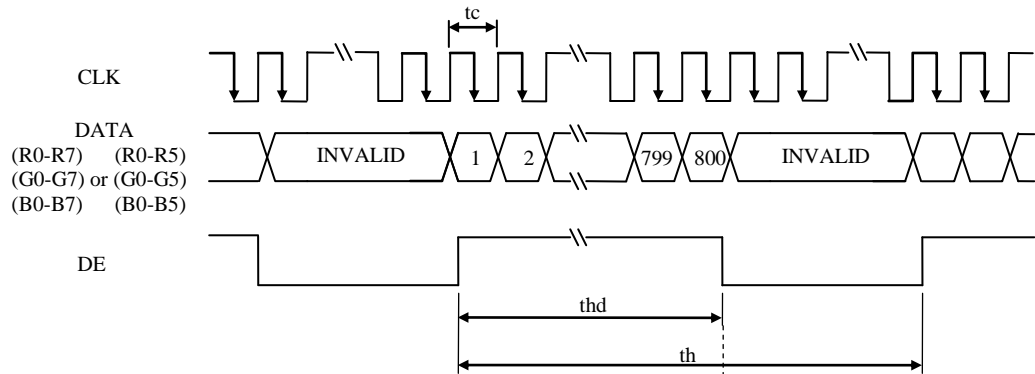 tc
CLK
DATA
(R0-R7) (R0-R5)
(G0-G7) or (G0-G5)
(B0-B7) (B0-B5)
INVALID 1 2 799 800 INVALID
DE
thd
th